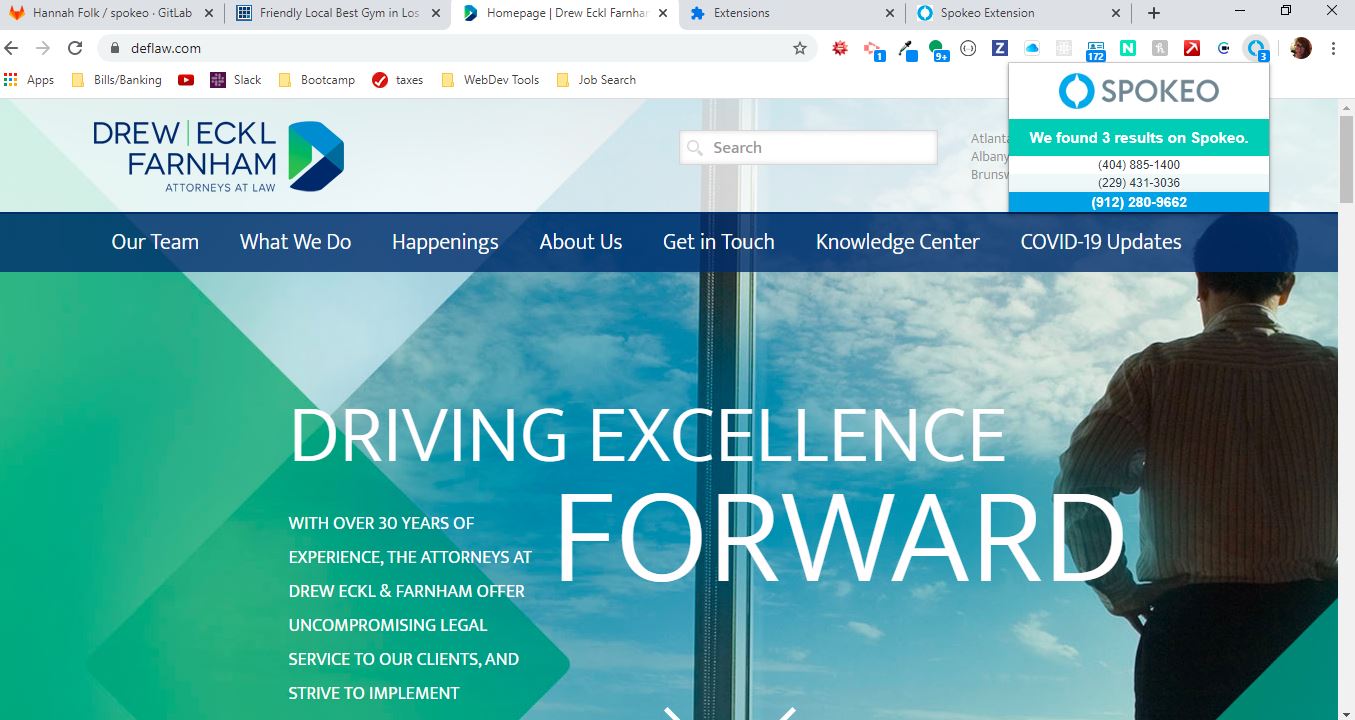 Hannah Folk / spokeo · GitLab
Friendly Local Best Gym in Los
Homepage | Drew Eckl Farnhar
Extensions
Spokeo Extension
deflaw.com
1
9+
Z
172
N
3
Apps
Bills/Banking
Slack
Bootcamp
taxes
WebDev Tools
Job Search
SPOKEO
We found 3 results on Spokeo.
(404) 885-1400
(229) 431-3036
(912) 280-9662
DREW | ECKL
FARNHAM
ATTORNEYS AT LAW
Search
Atlanta
Albany
Brunsw
Our Team
What We Do
Happenings
About Us
Get in Touch
Knowledge Center
COVID-19 Updates
DRIVING EXCELLENCE
FORWARD
WITH OVER 30 YEARS OF
EXPERIENCE, THE ATTORNEYS AT
DREW ECKL & FARNHAM OFFER
UNCOMPROMISING LEGAL
SERVICE TO OUR CLIENTS, AND
STRIVE TO IMPLEMENT